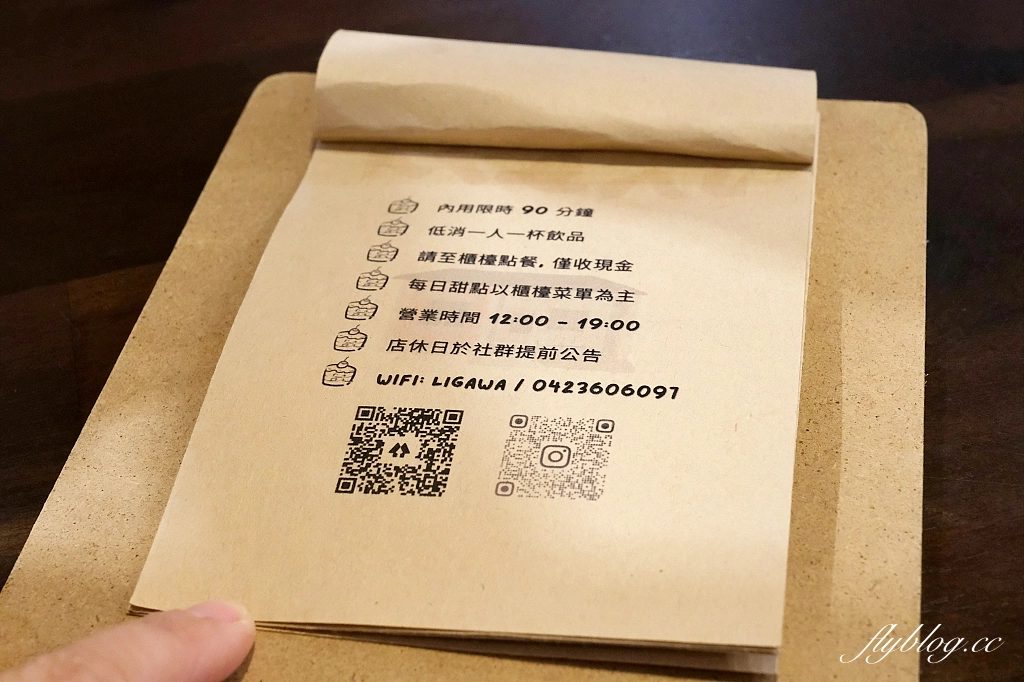 內用限時 90 分鐘
低消一人一杯飲品
請至櫃檯點餐，僅收現金
每日甜點以櫃檯菜單為主
營業時間 12:00 - 19:00
店休日於社群提前公告
WIFI: LIGAWA / 0423606097
flyblog.cc